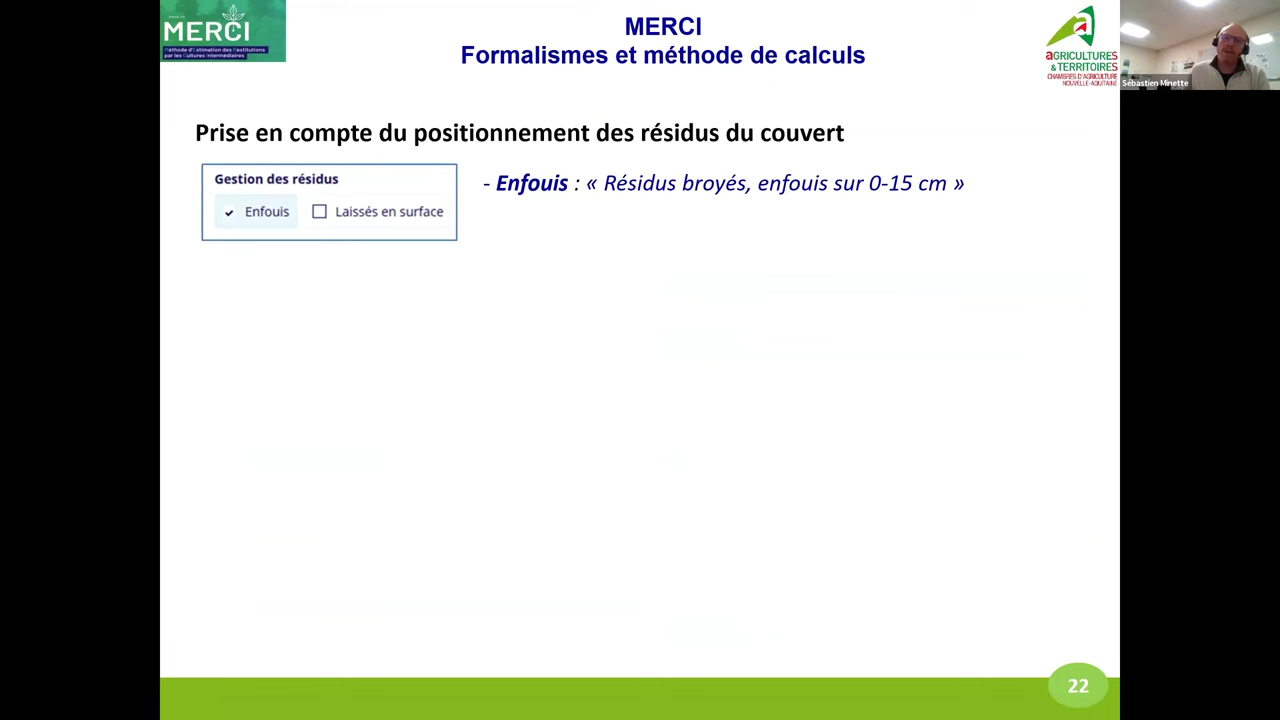 MERCI
Méthode d'Estimation des Restitutions
par les Cultures Intermédiaires
MERCI
Formalismes et méthode de calculs
aGRICULTURES
& TERRITOIRES
CHAMBRES D'AGRICULTURE
NOUVELLE-AQUITAINE
Sébastien Minette
Prise en compte du positionnement des résidus du couvert
Gestion des résidus
Enfouis
Laissés en surface
- Enfouis : « Résidus broyés, enfouis sur 0-15 cm »
22